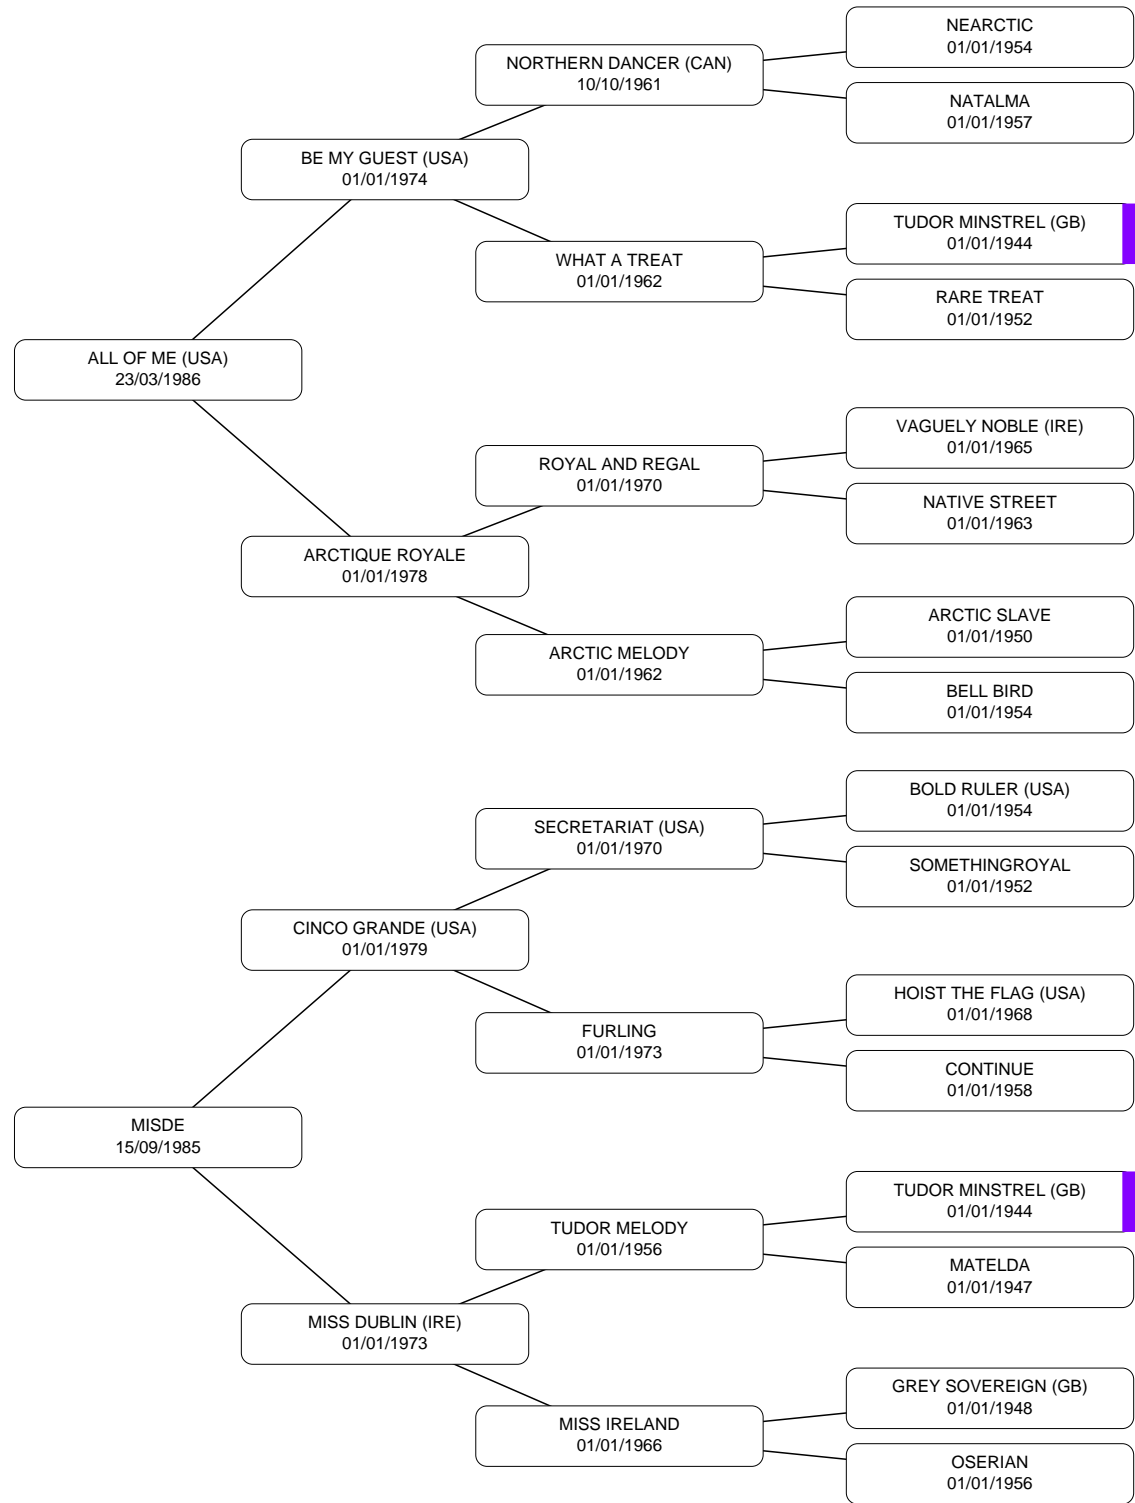 NEARCTIC
01/01/1954
NORTHERN DANCER (CAN)
10/10/1961
NATALMA
01/01/1957
BE MY GUEST (USA)
01/01/1974
TUDOR MINSTREL (GB)
01/01/1944
WHAT A TREAT
01/01/1962
RARE TREAT
01/01/1952
ALL OF ME (USA)
23/03/1986
VAGUELY NOBLE (IRE)
01/01/1965
ROYAL AND REGAL
01/01/1970
NATIVE STREET
01/01/1963
ARCTIQUE ROYALE
01/01/1978
ARCTIC SLAVE
01/01/1950
ARCTIC MELODY
01/01/1962
BELL BIRD
01/01/1954
BOLD RULER (USA)
01/01/1954
SECRETARIAT (USA)
01/01/1970
SOMETHINGROYAL
01/01/1952
CINCO GRANDE (USA)
01/01/1979
HOIST THE FLAG (USA)
01/01/1968
FURLING
01/01/1973
CONTINUE
01/01/1958
MISDE
15/09/1985
TUDOR MINSTREL (GB)
01/01/1944
TUDOR MELODY
01/01/1956
MATELDA
01/01/1947
MISS DUBLIN (IRE)
01/01/1973
GREY SOVEREIGN (GB)
01/01/1948
MISS IRELAND
01/01/1966
OSERIAN
01/01/1956